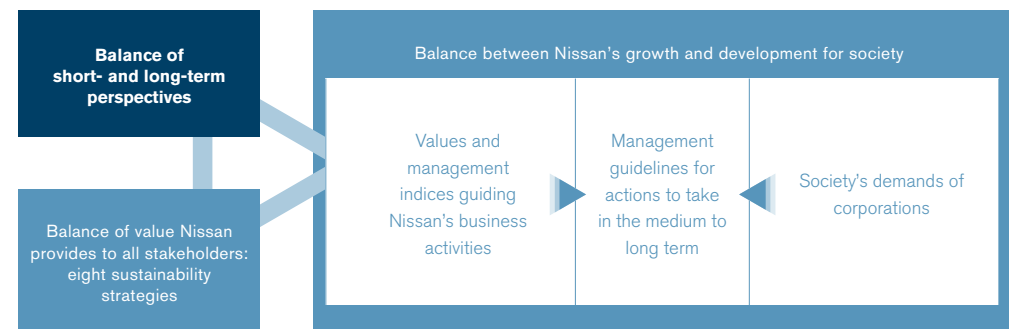 Balance of
short- and long-term
perspectives
Balance of value Nissan
provides to all stakeholders:
eight sustainability
strategies
Balance between Nissan’s growth and development for society
Values and
management
indices guiding
Nissan’s business
activities
Management
guidelines for
actions to take
in the medium to
long term
Society’s demands of
corporations